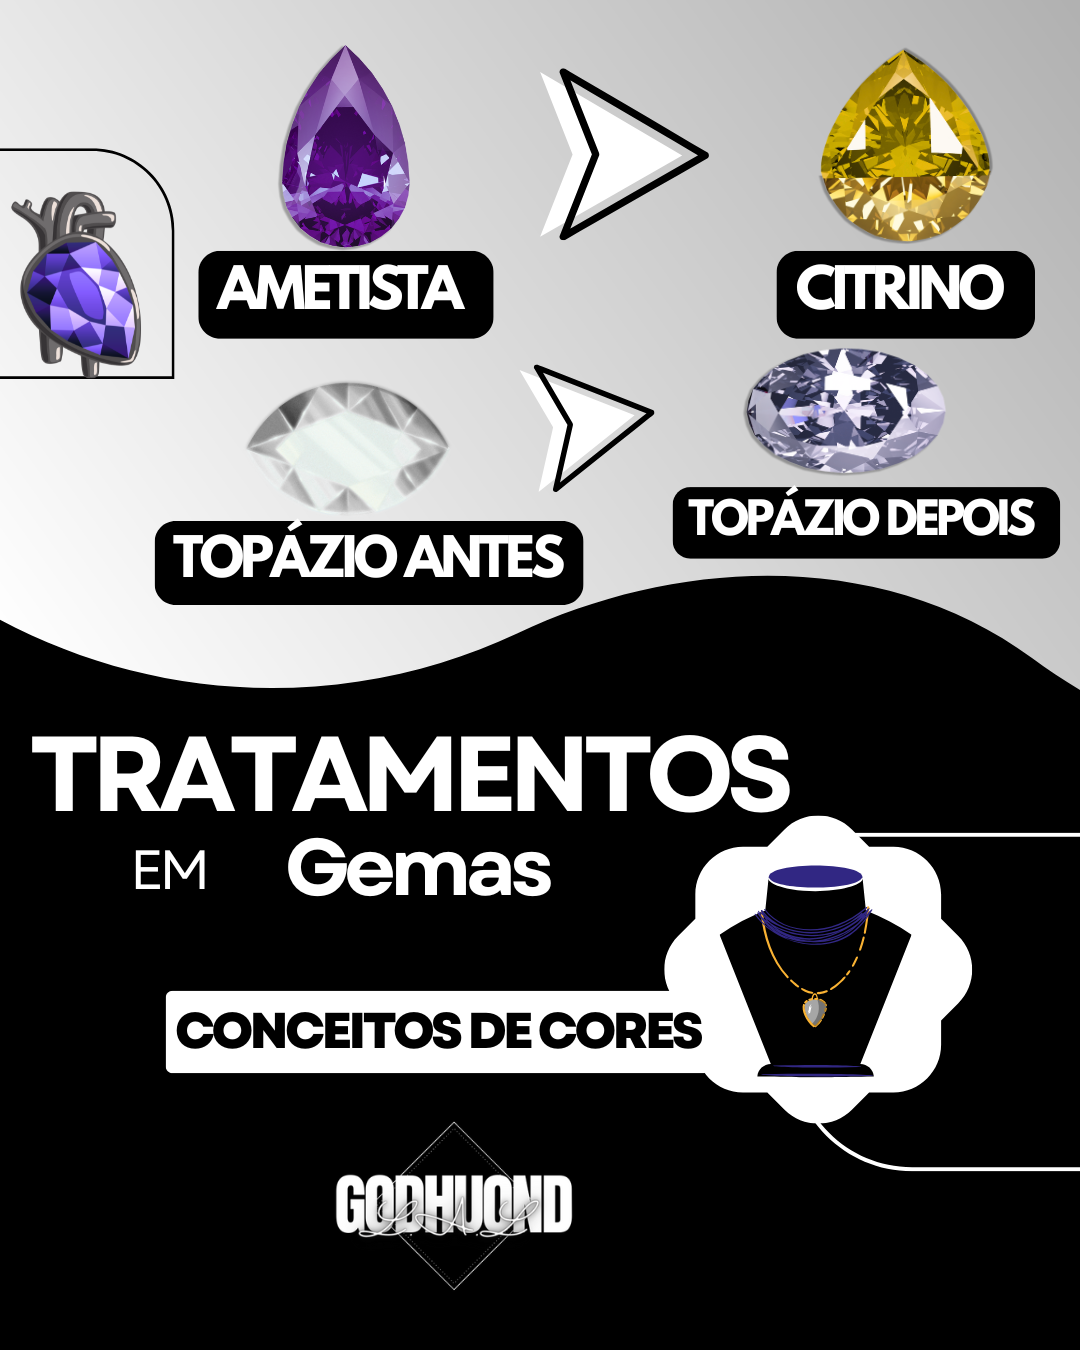 AMETISTA
CITRINO
TOPÁZIO ANTES
TOPÁZIO DEPOIS
TRATAMENTOS
EM Gemas
CONCEITOS DE CORES
GODHUOND
L.A.L